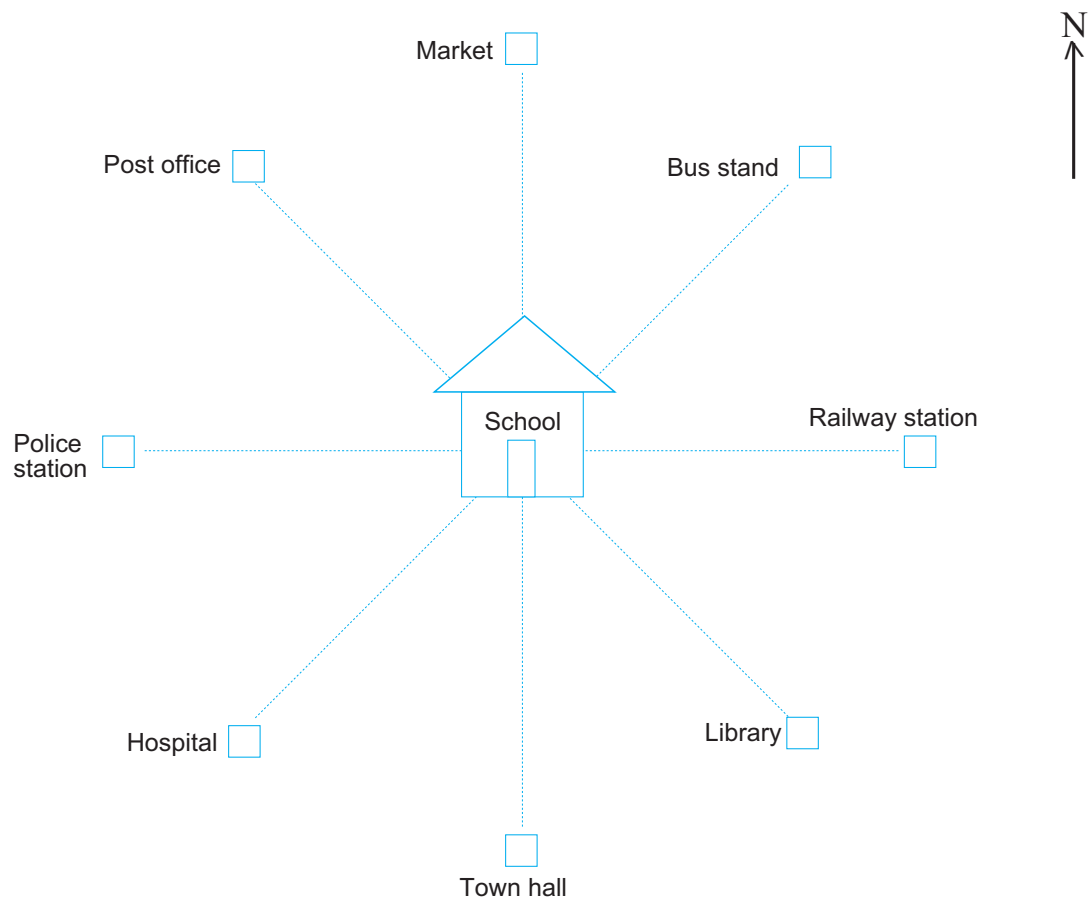 N
Market
Post office
Bus stand
School
Railway station
Police
station
Hospital
Library
Town hall